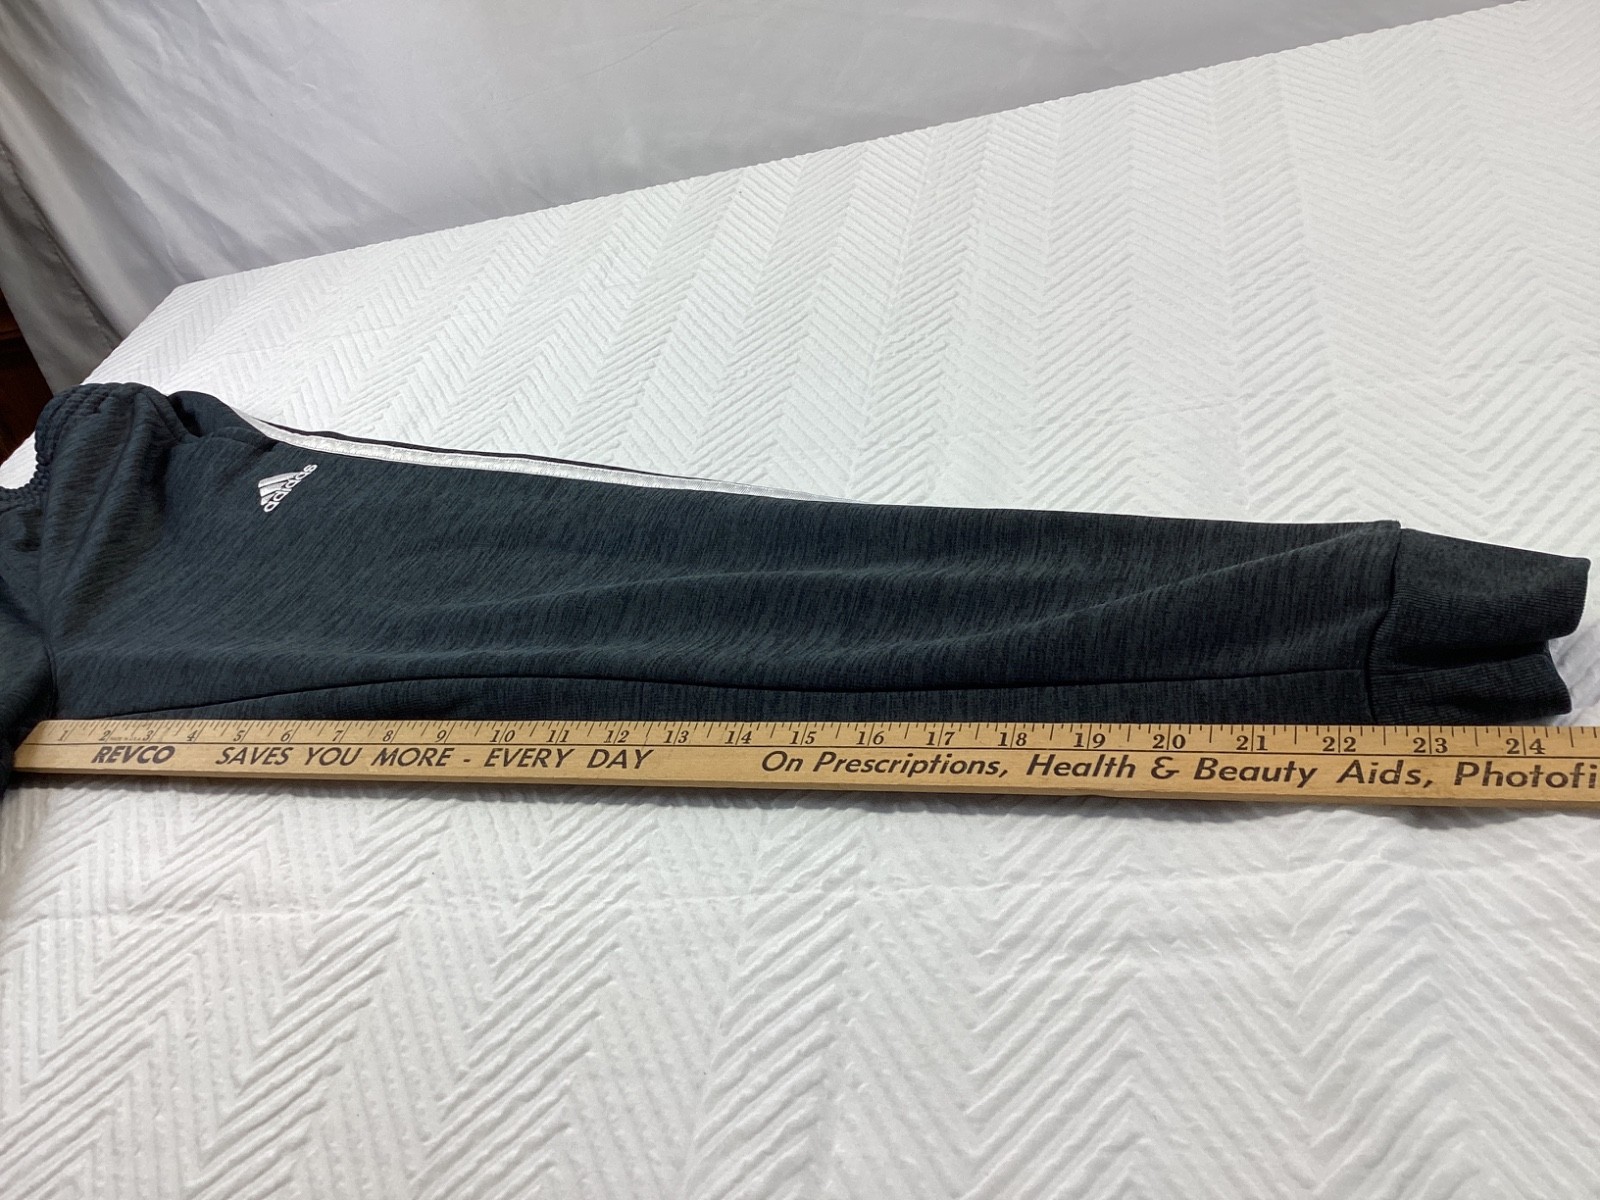 adidas
1 2 3 4 5 6 7 8 9 10 11 12 13 14 15 16 17 18 19 20 21 22 23 24
REVCO SAVES YOU MORE - EVERY DAY On Prescriptions, Health & Beauty Aids, Photofi